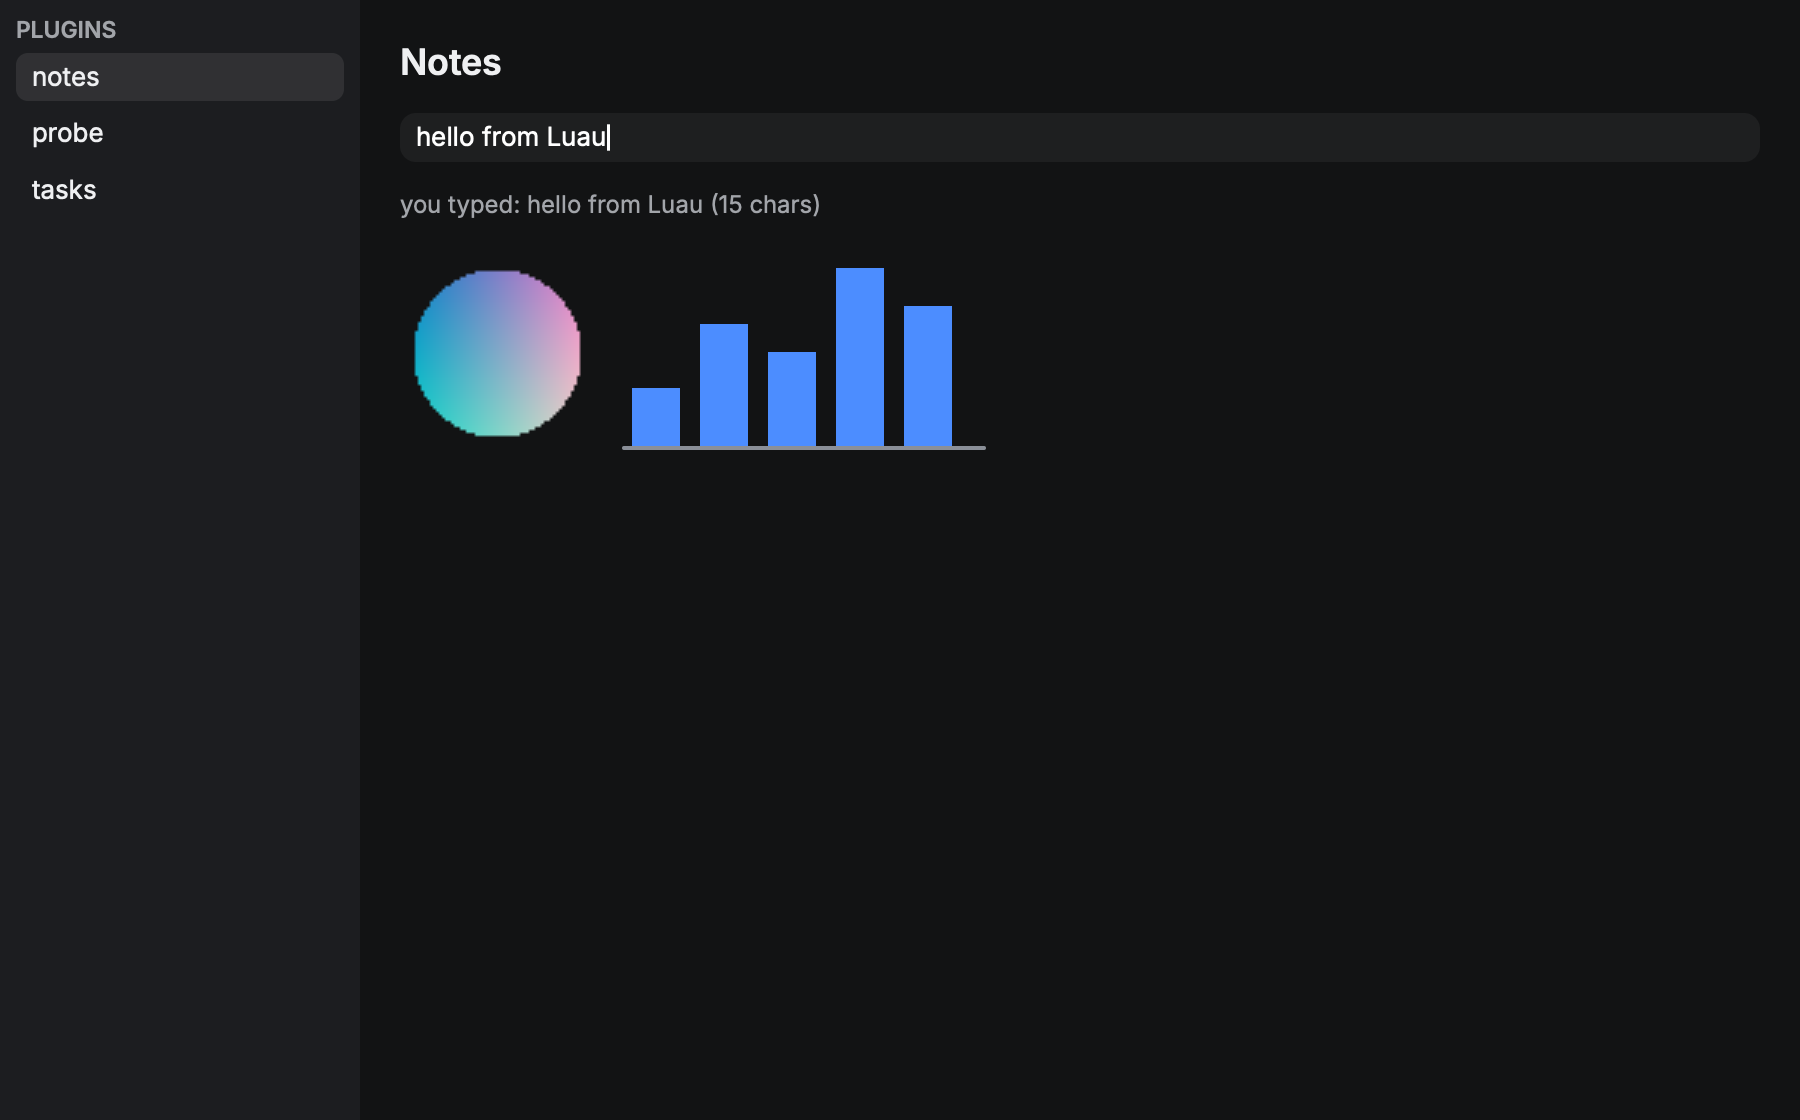 PLUGINS
notes
probe
tasks
Notes
hello from Luau
you typed: hello from Luau (15 chars)